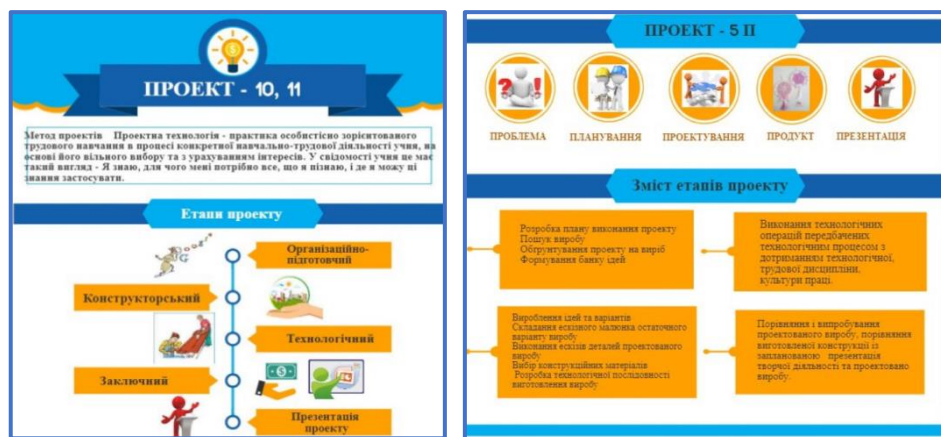 ПРОЕКТ - 10, 11
Метод проектів Проектна технологія - практика особистісно зорієнтованого
трудового навчання в процесі конкретної навчально-трудової діяльності учня, на
основі його вільного вибору та з урахуванням інтересів. У свідомості учня це має
такий вигляд - Я знаю, для чого мені потрібно все, що я пізнаю, і де я можу ці
знання застосувати.
Етапи проекту
Організаційно-
підготовчий
Конструкторський
Технологічний
Заключний
Презентація
проекту
ПРОЕКТ - 5 П
ПРОБЛЕМА
ПЛАНУВАННЯ
ПРОЕКТУВАННЯ
ПРОДУКТ
ПРЕЗЕНТАЦІЯ
Зміст етапів проекту
Розробка плану виконання проекту
Пошук виробу
Обґрунтування проекту на виріб
Формування банку ідей
Виконання технологічних
операцій передбачених
технологічним процесом з
дотриманням технологічної,
трудової дисципліни,
культури праці.
Вироблення ідей та варіантів
Складання ескізного малюнка остаточного
варіанту виробу
Виконання ескізів деталей проектованого
виробу
Вибір конструкційних матеріалів
Розробка технологічної послідовності
виготовлення виробу
Порівняння і випробування
проектованого виробу, порівняння
виготовленої конструкції із
запланованою презентація
творчої діяльності та проектовано
виробу.